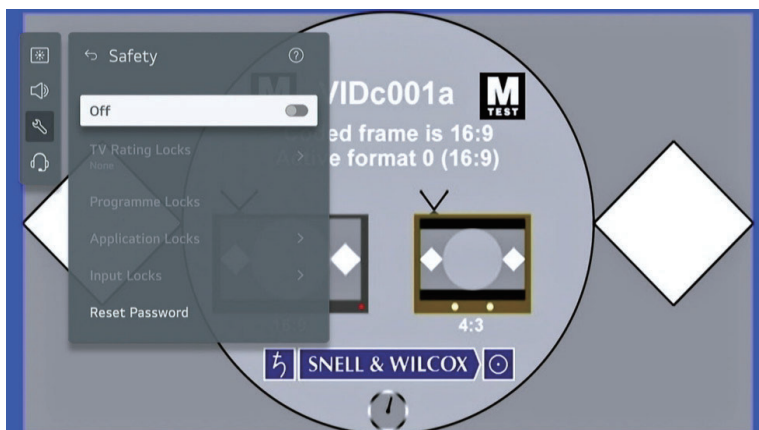 Safety
Off
TV Rating Locks
None
Programme Locks
Application Locks
Input Locks
Reset Password
M
VIDc001a
M
TEST
ed frame is 16:9
e format 0 (16:9)
4:3
SNELL & WILCOX